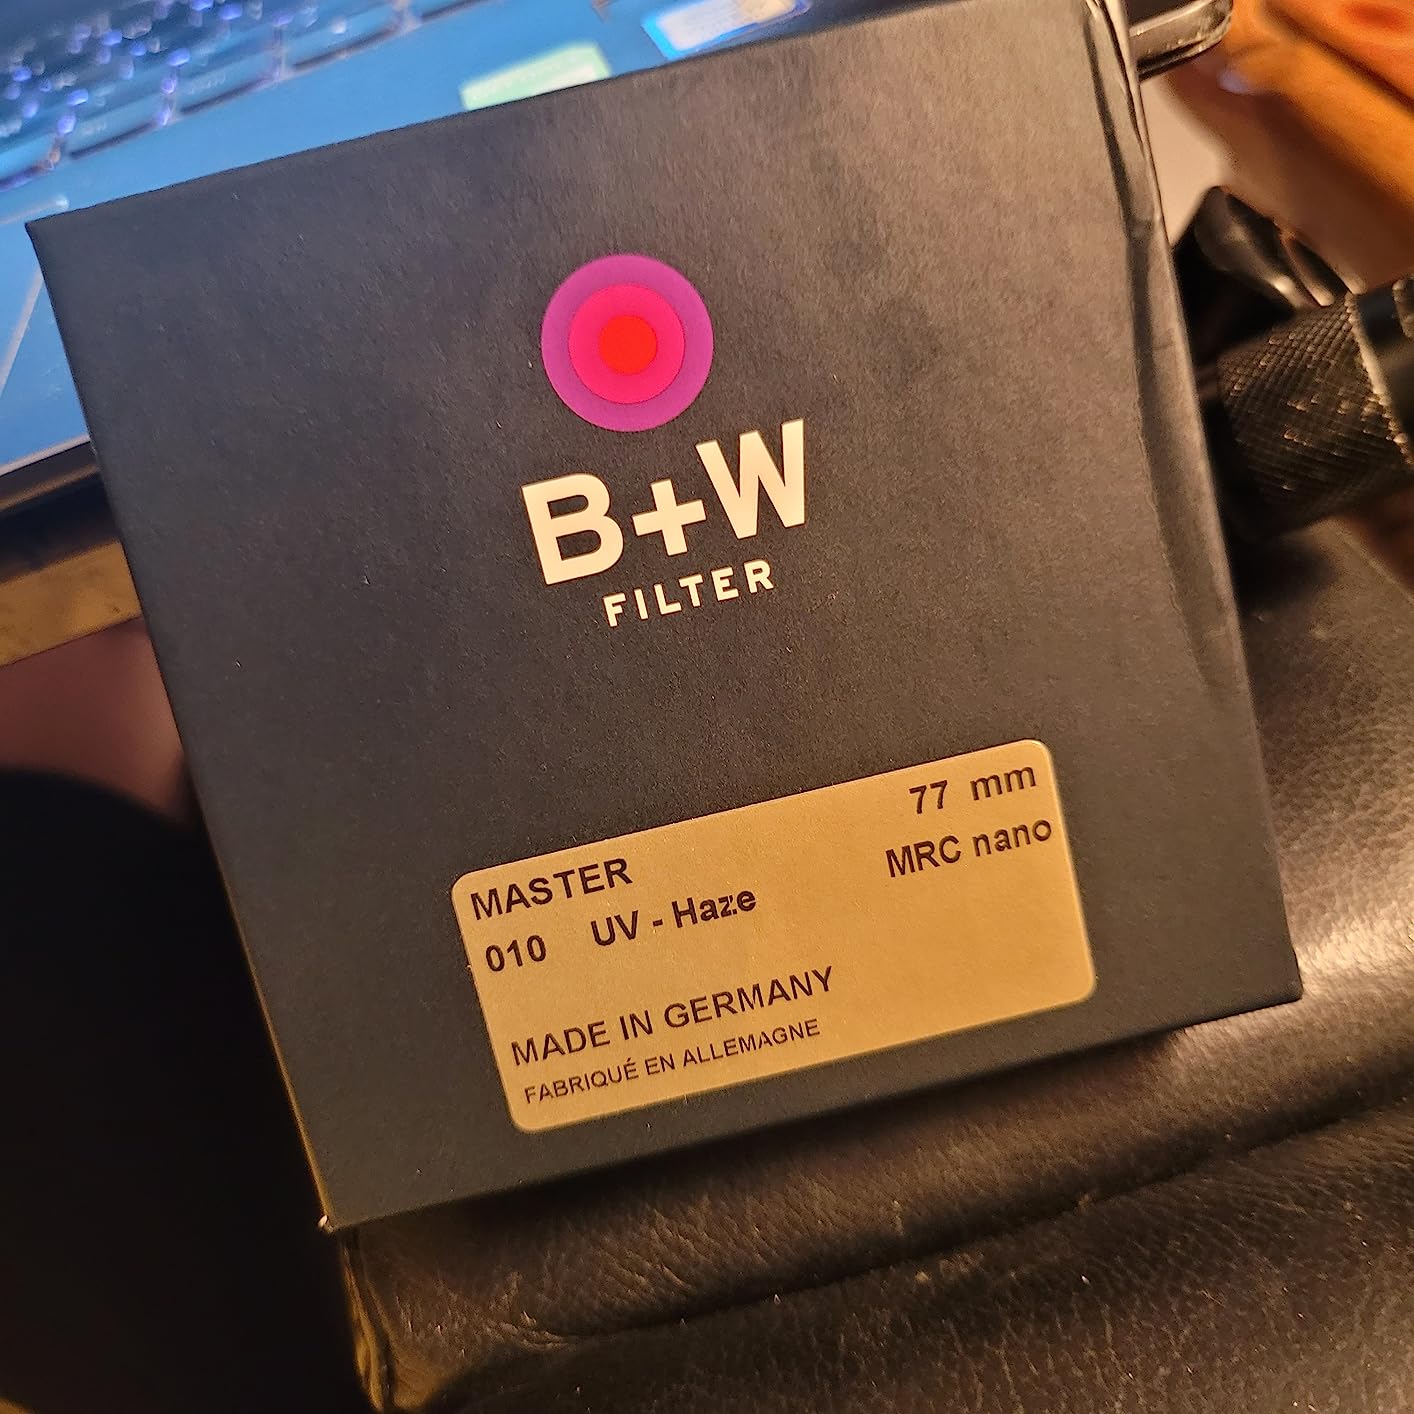 B+W
FILTER
77 mm
MASTER
MRC nano
010 UV - Haze
MADE IN GERMANY
FABRIQUÉ EN ALLEMAGNE